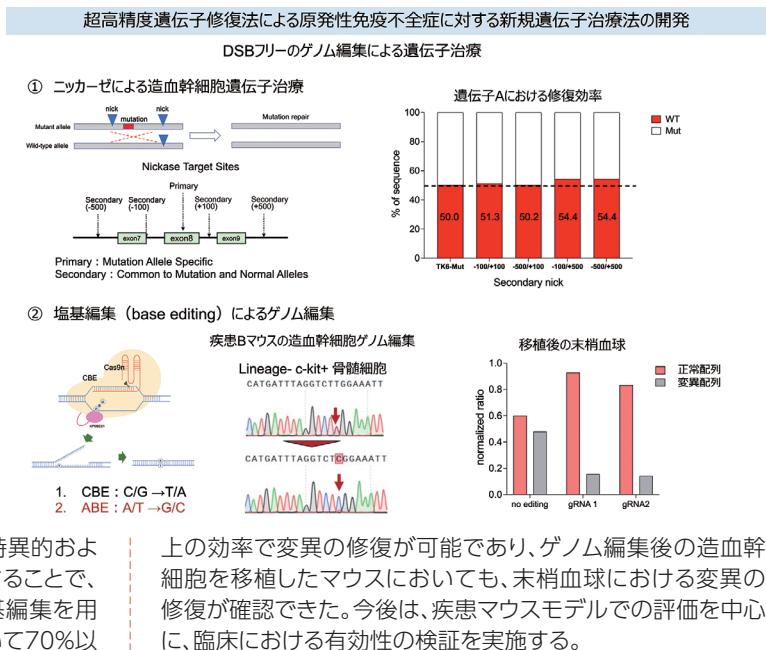 超高精度遺伝子修復法による原発性免疫不全症に対する新規遺伝子治療法の開発
DSBフリーのゲノム編集による遺伝子治療
① ニッカーゼによる造血幹細胞遺伝子治療
nick
mutation
nick
Mutant allele
Wild-type allele
Mutation repair
Nickase Target Sites
Primary
Secondary (-500)
Secondary (-100)
Secondary (+100)
Secondary (+500)
exon7
exon8
exon9
Primary : Mutation Allele Specific
Secondary : Common to Mutation and Normal Alleles
遺伝子Aにおける修復効率
% of sequence
100
80
60
40
20
0
50.0
51.3
50.2
54.4
54.4
TK6-Mut
-100/+100
-500/+100
-100/+500
-500/+500
Secondary nick
WT
Mut
② 塩基編集（base editing）によるゲノム編集
CBE
Cas9n
1. CBE : C/G →T/A
2. ABE : A/T →G/C
疾患Bマウスの造血幹細胞ゲノム編集
Lineage- c-kit+ 骨髄細胞
CATGATTTAGGTCTTGGAAATT
CATGATTTAGGTCTCGGAAATT
移植後の末梢血球
normalized ratio
1.0
0.8
0.6
0.4
0.2
0.0
no editing
gRNA 1
gRNA2
正常配列
変異配列
特異的およ
することで、
基編集を用
いて70%以
上の効率で変異の修復が可能であり、ゲノム編集後の造血幹
細胞を移植したマウスにおいても、末梢血球における変異の
修復が確認できた。今後は、疾患マウスモデルでの評価を中心
に、臨床における有効性の検証を実施する。